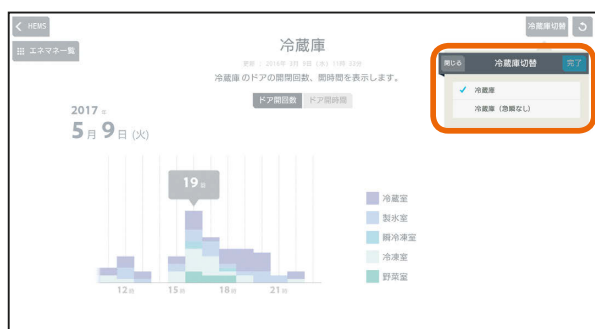 HEMS
冷蔵庫切替
エネマネ一覧
冷蔵庫
冷蔵庫のドアの開閉回数、開時間を表示します。
ドア開回数 ドア開時間
閉じる 冷蔵庫切替 完了
冷蔵庫
冷蔵庫（急瞬なし）
2017年
5月9日(火)
19回
冷蔵室
製氷室
瞬冷凍室
冷凍室
野菜室
12時 15時 18時 21時